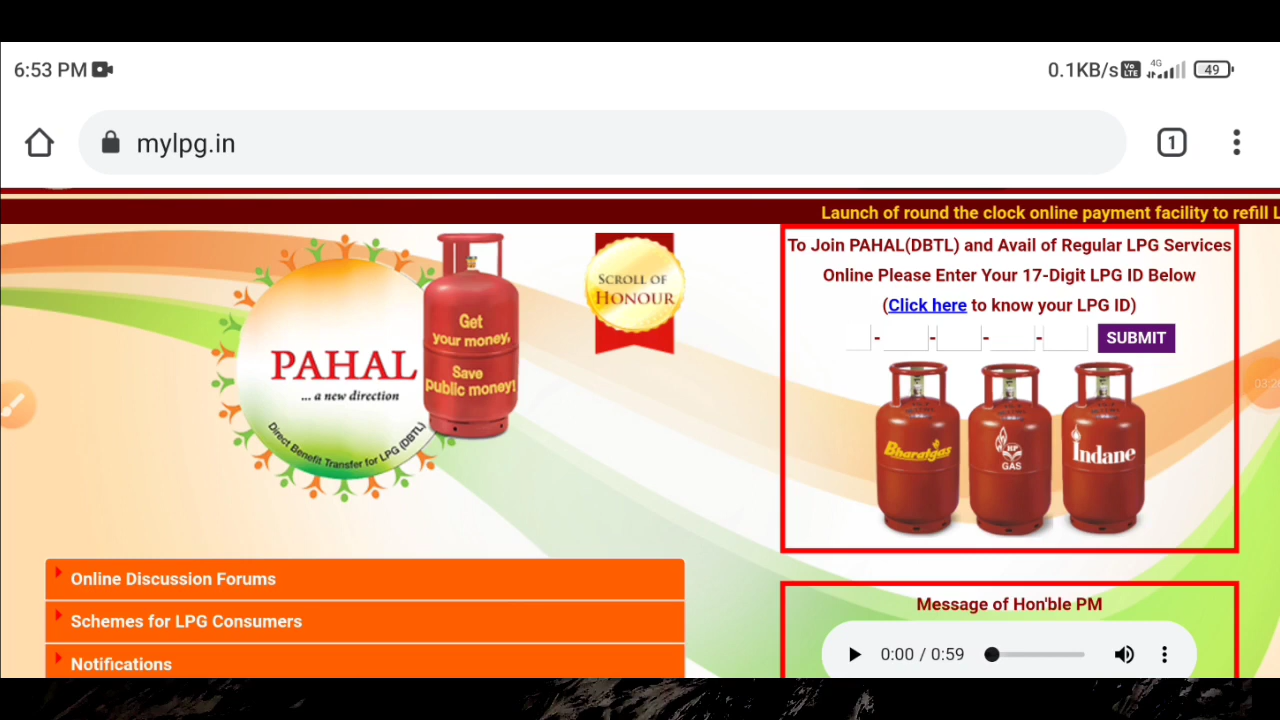 6:53 PM
0.1KB/s Vo LTE 4G 49
mylpg.in
1
Launch of round the clock online payment facility to refill L
To Join PAHAL(DBTL) and Avail of Regular LPG Services
Online Please Enter Your 17-Digit LPG ID Below
(Click here to know your LPG ID)
- - - - SUBMIT
SCROLL OF
HONOUR
Get
your money,
Save
public money!
PAHAL
... a new direction
Direct Benefit Transfer for LPG (DBTL)
Bharatgas
HP
GAS
Indane
03:26
Online Discussion Forums
Schemes for LPG Consumers
Notifications
Message of Hon'ble PM
0:00 / 0:59